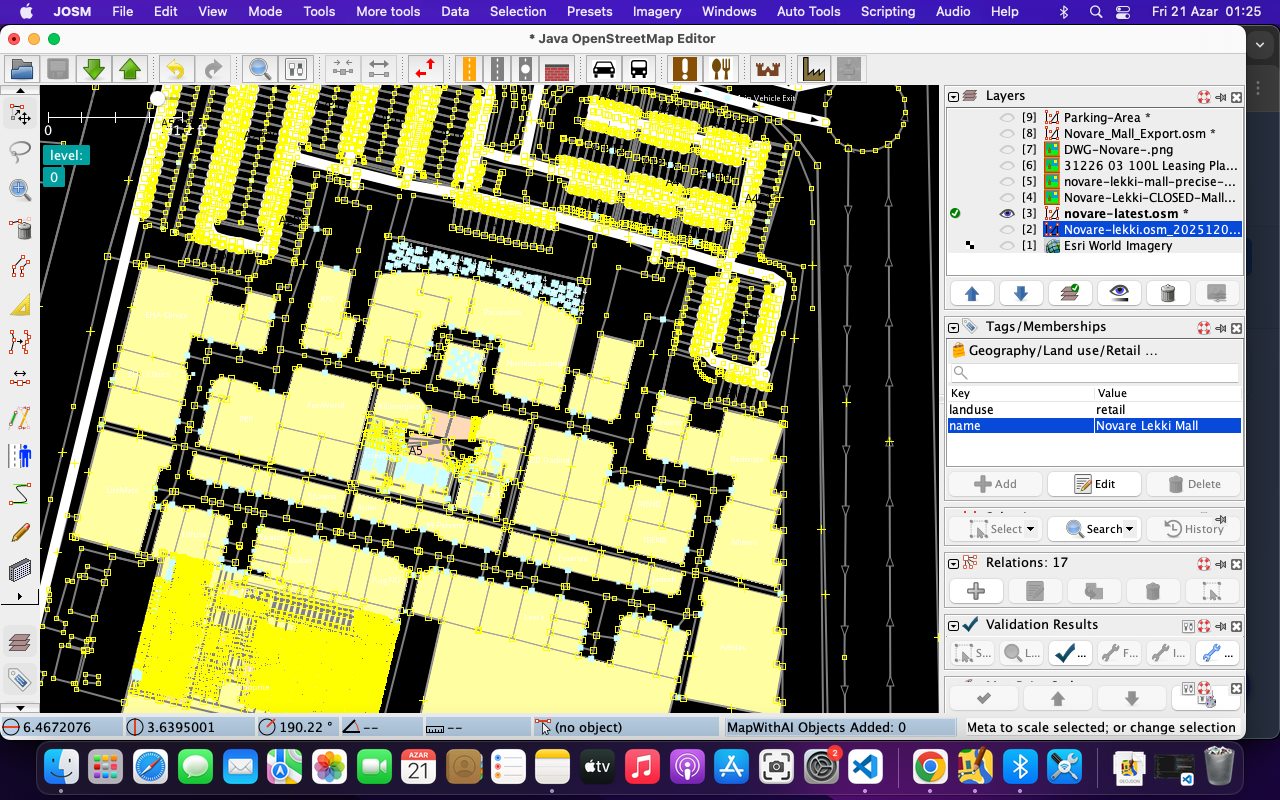 JOSM File Edit View Mode Tools More tools Data Selection Presets Imagery Windows Auto Tools Scripting Audio Help Fri 21 Azar 01:25
* Java OpenStreetMap Editor
Vehicle Exit
0
level:
0
A5
Layers
[9] Parking-Area *
[8] Novare_Mall_Export.osm *
[7] DWG-Novare-.png
[6] 31226 03 100L Leasing Pla...
[5] novare-lekki-mall-precise-...
[4] Novare-Lekki-CLOSED-Mall...
[3] novare-latest.osm *
[2] Novare-lekki.osm_2025120...
[1] Esri World Imagery
Tags/Memberships
Geography/Land use/Retail ...
Key Value
landuse retail
name Novare Lekki Mall
Add Edit Delete
Select Search History
Relations: 17
Validation Results
S... L... ... F... I... ...
6.4672076 3.6395001 190.22 ° -- -- (no object) MapWithAI Objects Added: 0 Meta to scale selected; or change selection
AZAR
21
tv
2